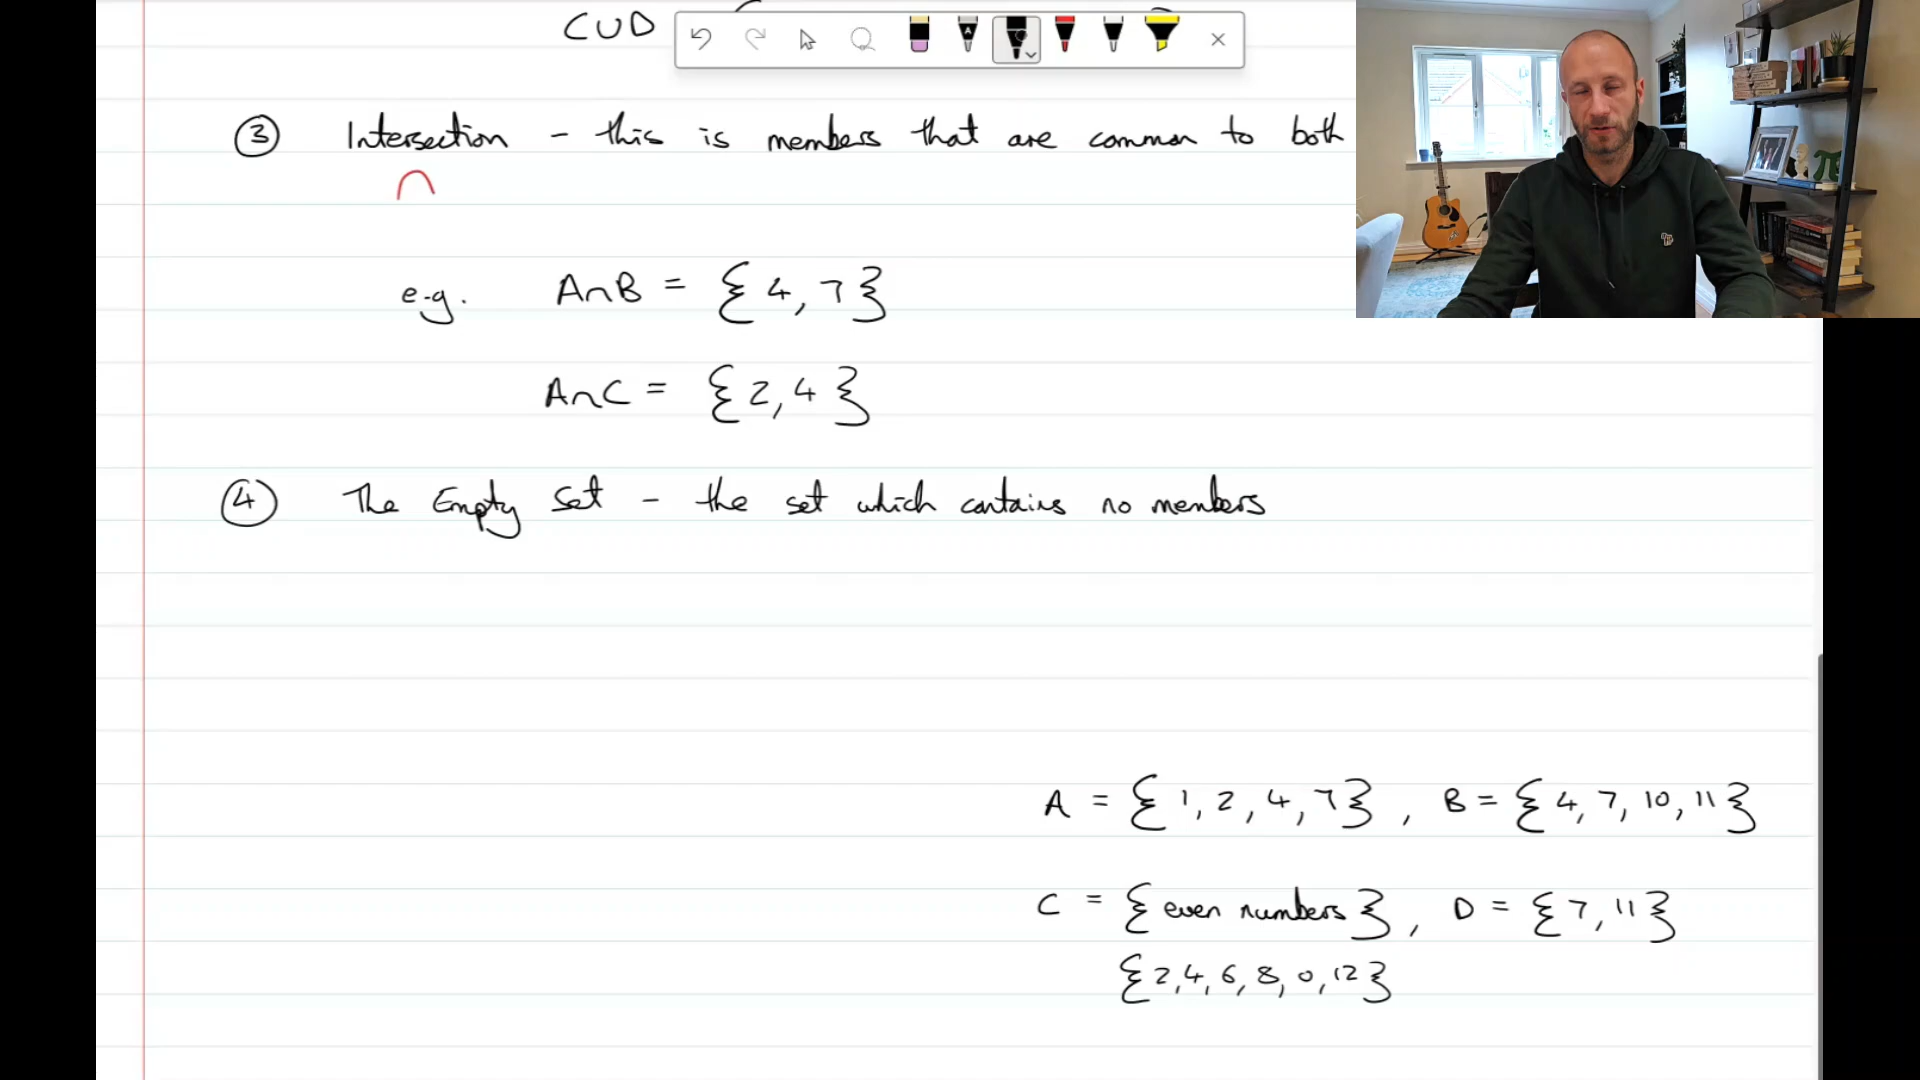 CUD
③ Intersection - this is members that are common to both
∩
e.g. A∩B = {4, 7}
A∩C = {2, 4}
④ The Empty Set - the set which contains no members
A = {1, 2, 4, 7}, B = {4, 7, 10, 11}
C = {even numbers}, D = {7, 11}
{2, 4, 6, 8, 0, 12}